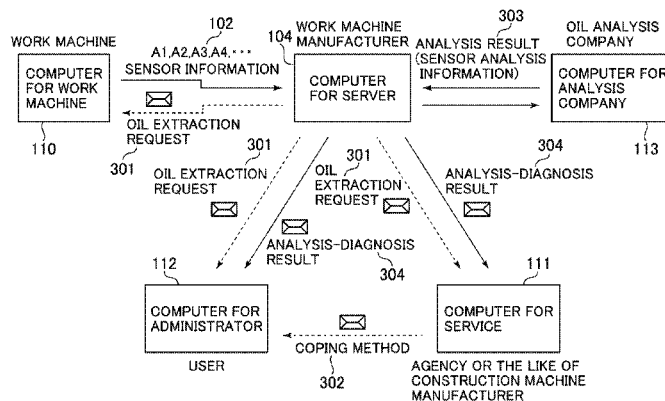 WORK MACHINE
102
A1,A2,A3,A4,・・・
SENSOR INFORMATION
WORK MACHINE
MANUFACTURER
104
303
ANALYSIS RESULT
(SENSOR ANALYSIS
INFORMATION)
OIL ANALYSIS
COMPANY
COMPUTER
FOR WORK
MACHINE
110
COMPUTER
FOR SERVER
COMPUTER FOR
ANALYSIS
COMPANY
113
OIL EXTRACTION
REQUEST
301
OIL EXTRACTION
REQUEST
301
301
OIL
EXTRACTION
REQUEST
304
ANALYSIS-DIAGNOSIS
RESULT
ANALYSIS-DIAGNOSIS
RESULT
304
112
COMPUTER FOR
ADMINISTRATOR
USER
COPING METHOD
302
111
COMPUTER FOR
SERVICE
AGENCY OR THE LIKE OF
CONSTRUCTION MACHINE
MANUFACTURER